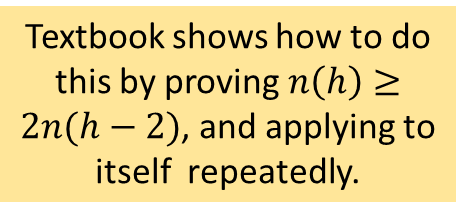 Textbook shows how to do
this by proving n(h) ≥
2n(h − 2), and applying to
itself repeatedly.